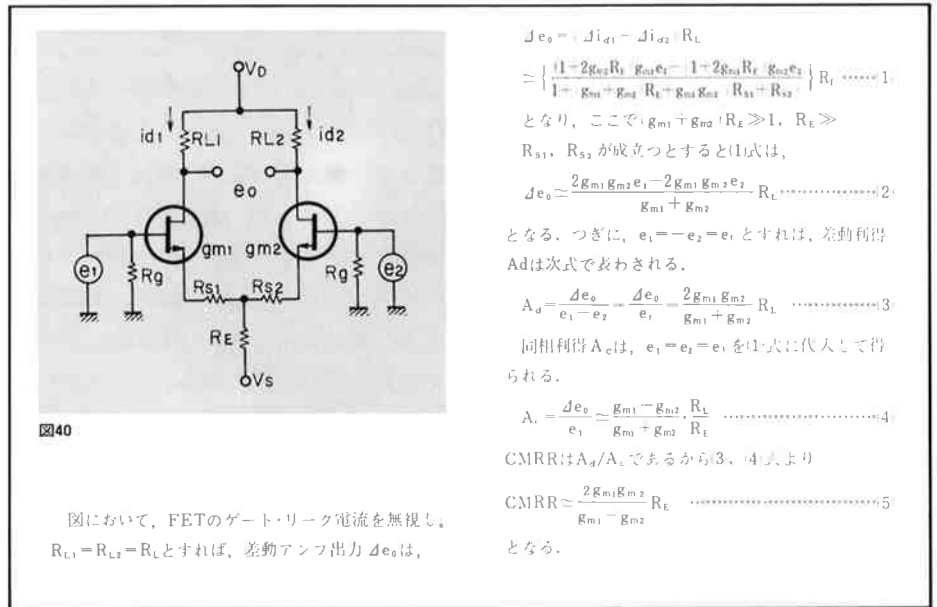 VD
id1
RL1
RL2
id2
eo
e1
Rg
gm1
gm2
Rg
e2
RS1
RS2
RE
VS
図40
図において，FETのゲート・リーク電流を無視し，
RL1=RL2=RLとすれば，差動アンプ出力Δe0は，
Δe0=(Δid1-Δid2)RL
≃{(1+2gm2RE)gm1e1-(1+2gm1RE)gm2e2/1+(gm1+gm2)RE+gm1gm2(RS1+RS2)}RL ……(1)
となり，ここで(gm1+gm2)RE≫1，RE≫
RS1，RS2が成立つとすると(1)式は，
Δe0≃2gm1gm2e1-2gm1gm2e2/gm1+gm2 RL……………(2)
となる．つぎに，e1=-e2=eiとすれば，差動利得
Adは次式で表わされる．
Ad=Δe0/e1-e2=Δe0/ei=2gm1gm2/gm1+gm2 RL ……………(3)
同相利得Acは，e1=e2=eiを(1)式に代入して得
られる．
Ac=Δe0/ei≃gm1-gm2/gm1+gm2・RL/RE ……………………(4)
CMRRはAd/Acであるから(3)，(4)式より
CMRR≃2gm1gm2/gm1-gm2 RE ……………………………(5)
となる．